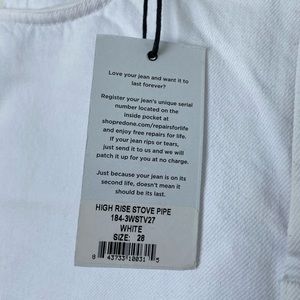 Love your jean and want it to
last forever?
Register your jean's unique serial
number located on the
inside pocket at
shopredone.com/repairsforlife
and enjoy free repairs for life.
If your jean rips or tears,
just send it to us and we will
patch it up for you at no charge.
Just because your jean is on its
second life, doesn't mean it
should be its last.
HIGH RISE STOVE PIPE
184-3WSTV27
WHITE
SIZE: 28
8 43733 10031 5